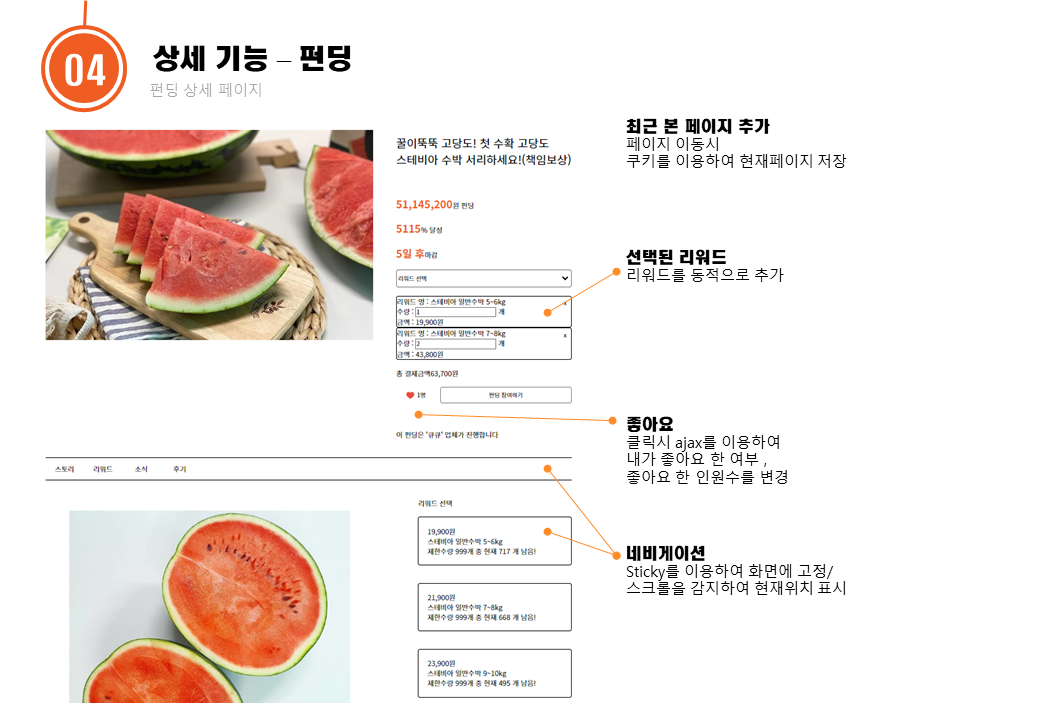 04
상세 기능 – 펀딩
펀딩 상세 페이지
꿀이뚝뚝 고당도! 첫 수확 고당도
스테비아 수박 서리하세요!(책임보상)
51,145,200원 펀딩
5115% 달성
5일 후마감
리워드 선택
리워드 명 : 스테비아 일반수박 5~6kg x
수량 : 1 개
금액 : 19,900원
리워드 명 : 스테비아 일반수박 7~8kg x
수량 : 2 개
금액 : 43,800원
총 결제금액63,700원
1명
펀딩 참여하기
이 펀딩은 '큐큐' 업체가 진행합니다
스토리 리워드 소식 후기
리워드 선택
19,900원
스테비아 일반수박 5~6kg
제한수량 999개 중 현재 717 개 남음!
21,900원
스테비아 일반수박 7~8kg
제한수량 999개 중 현재 668 개 남음!
23,900원
스테비아 일반수박 9~10kg
제한수량 999개 중 현재 495 개 남음!
최근 본 페이지 추가
페이지 이동시
쿠키를 이용하여 현재페이지 저장
선택된 리워드
리워드를 동적으로 추가
좋아요
클릭시 ajax를 이용하여
내가 좋아요 한 여부 ,
좋아요 한 인원수를 변경
네비게이션
Sticky를 이용하여 화면에 고정/
스크롤을 감지하여 현재위치 표시